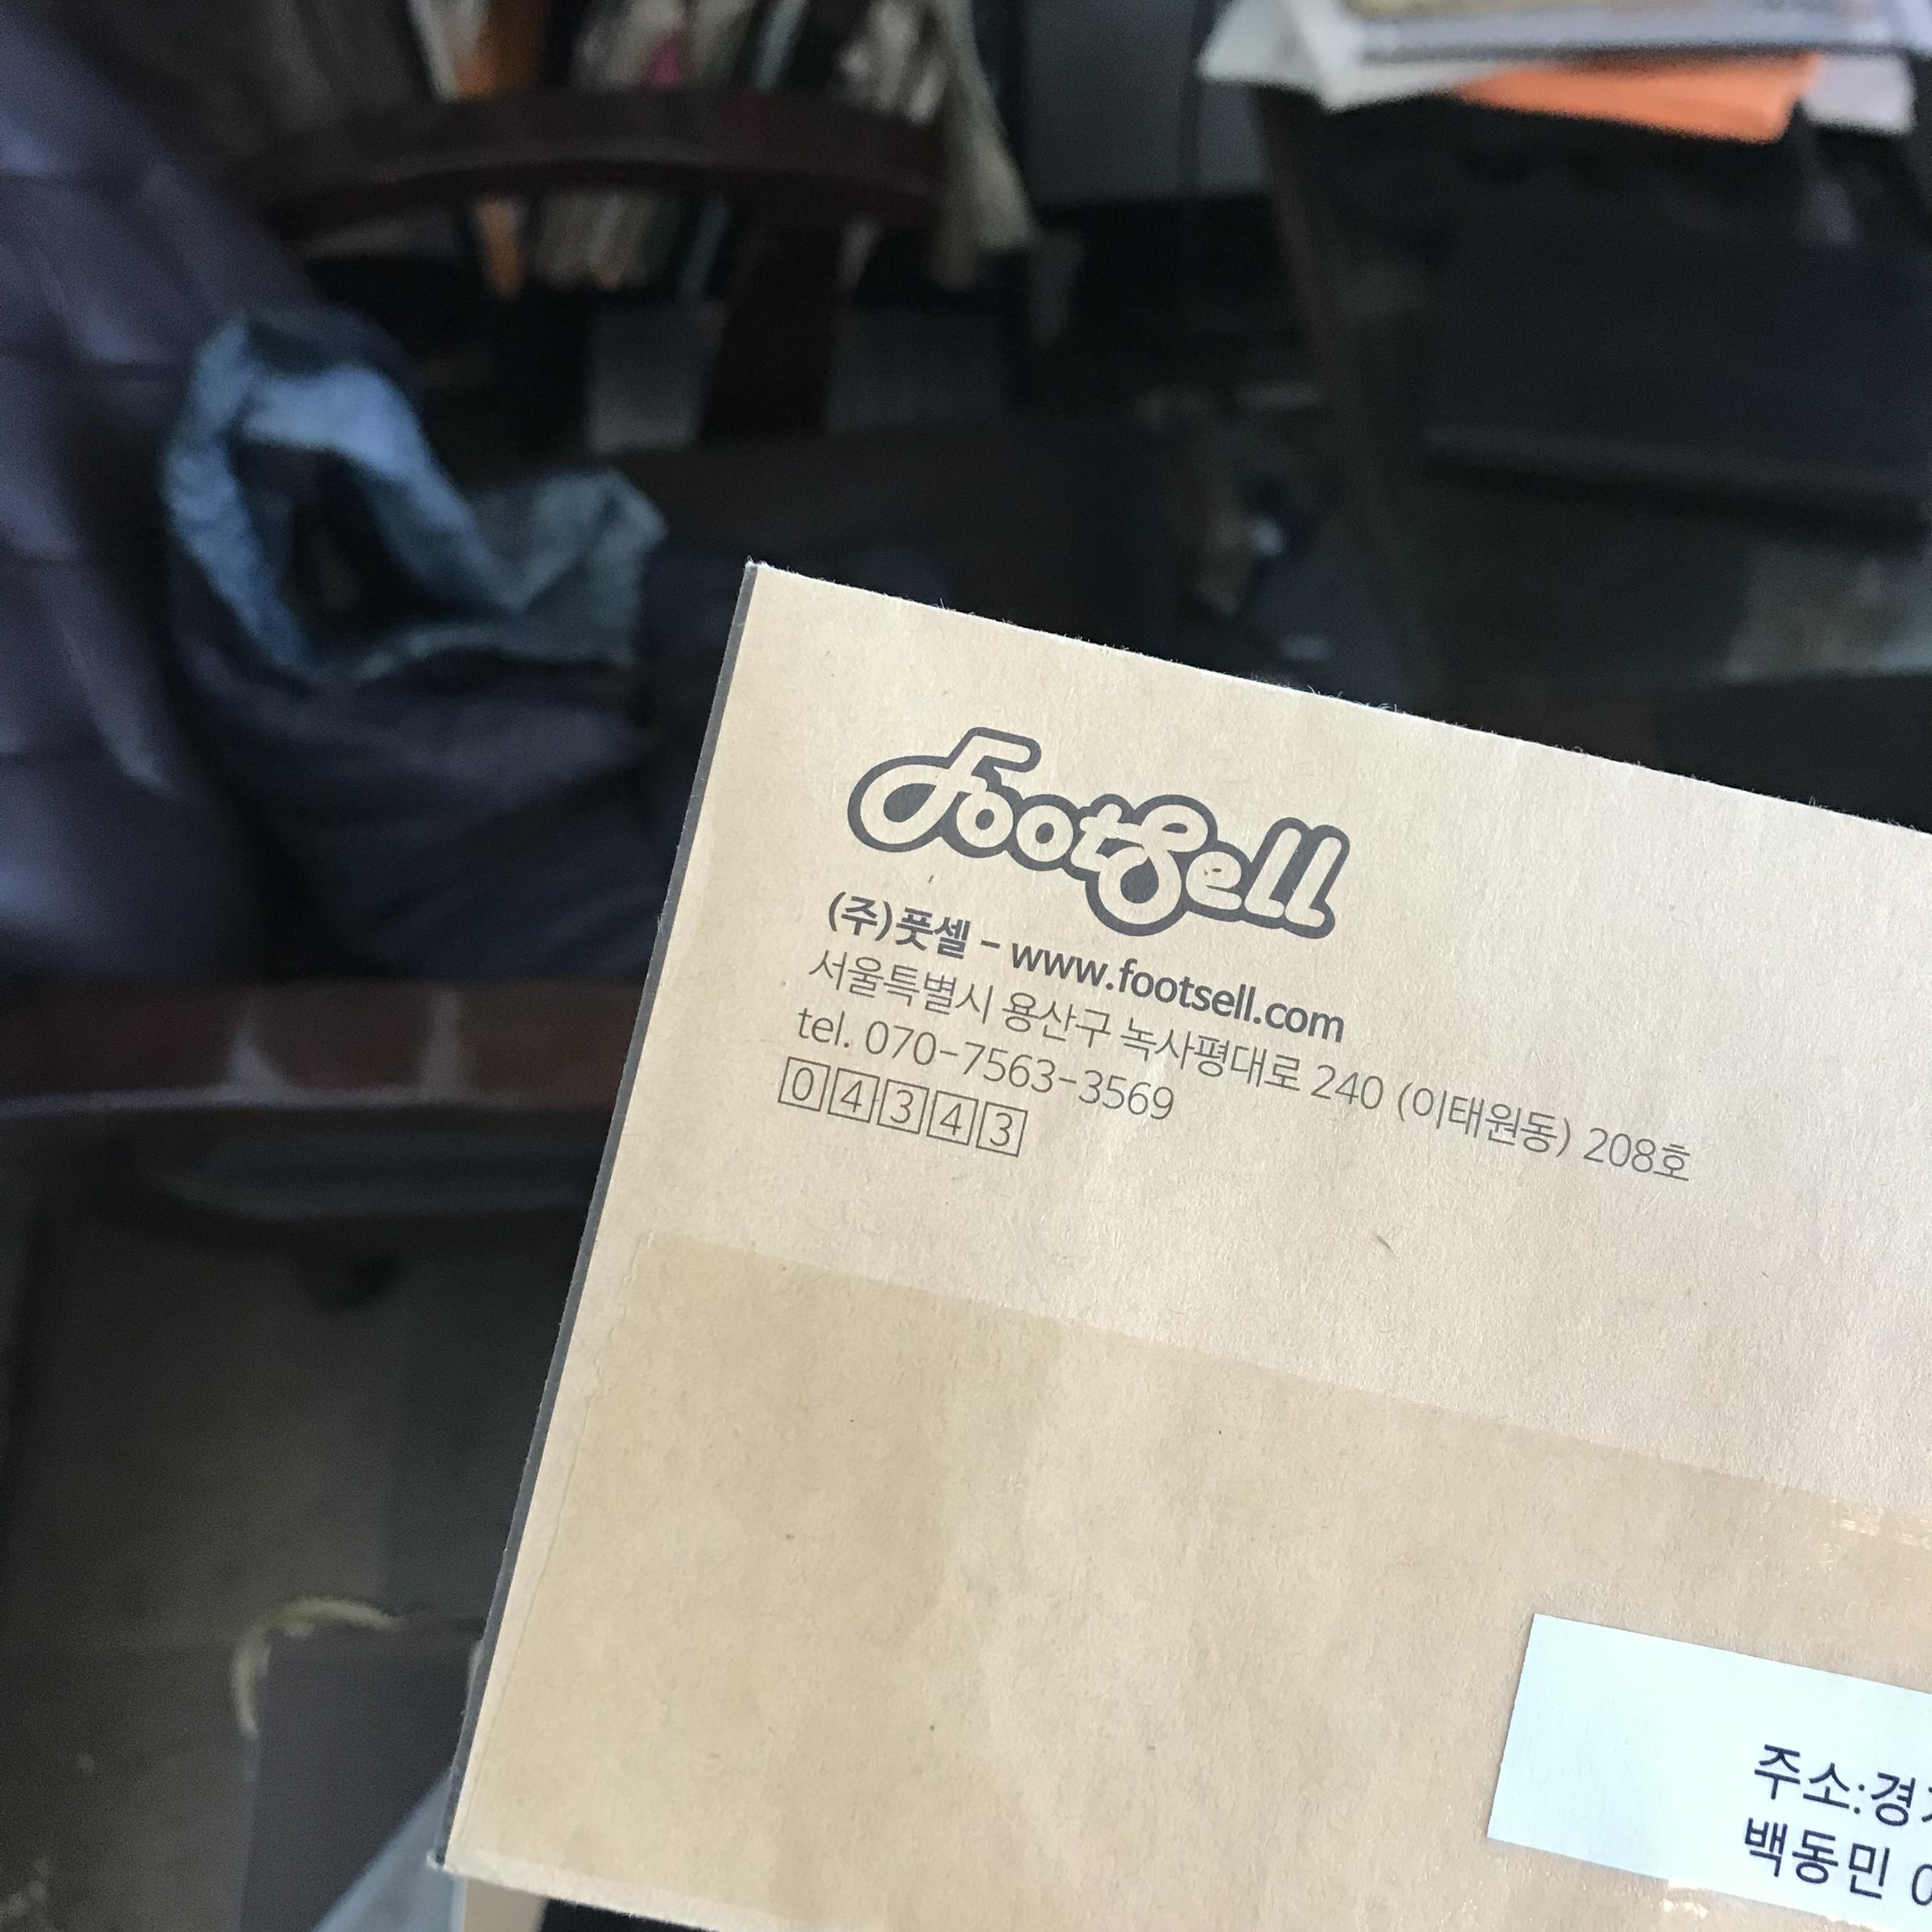 FootSell
(주)풋셀 - www.footsell.com
서울특별시 용산구 녹사평대로 240 (이태원동) 208호
tel. 070-7563-3569
04343
주소:경
백동민